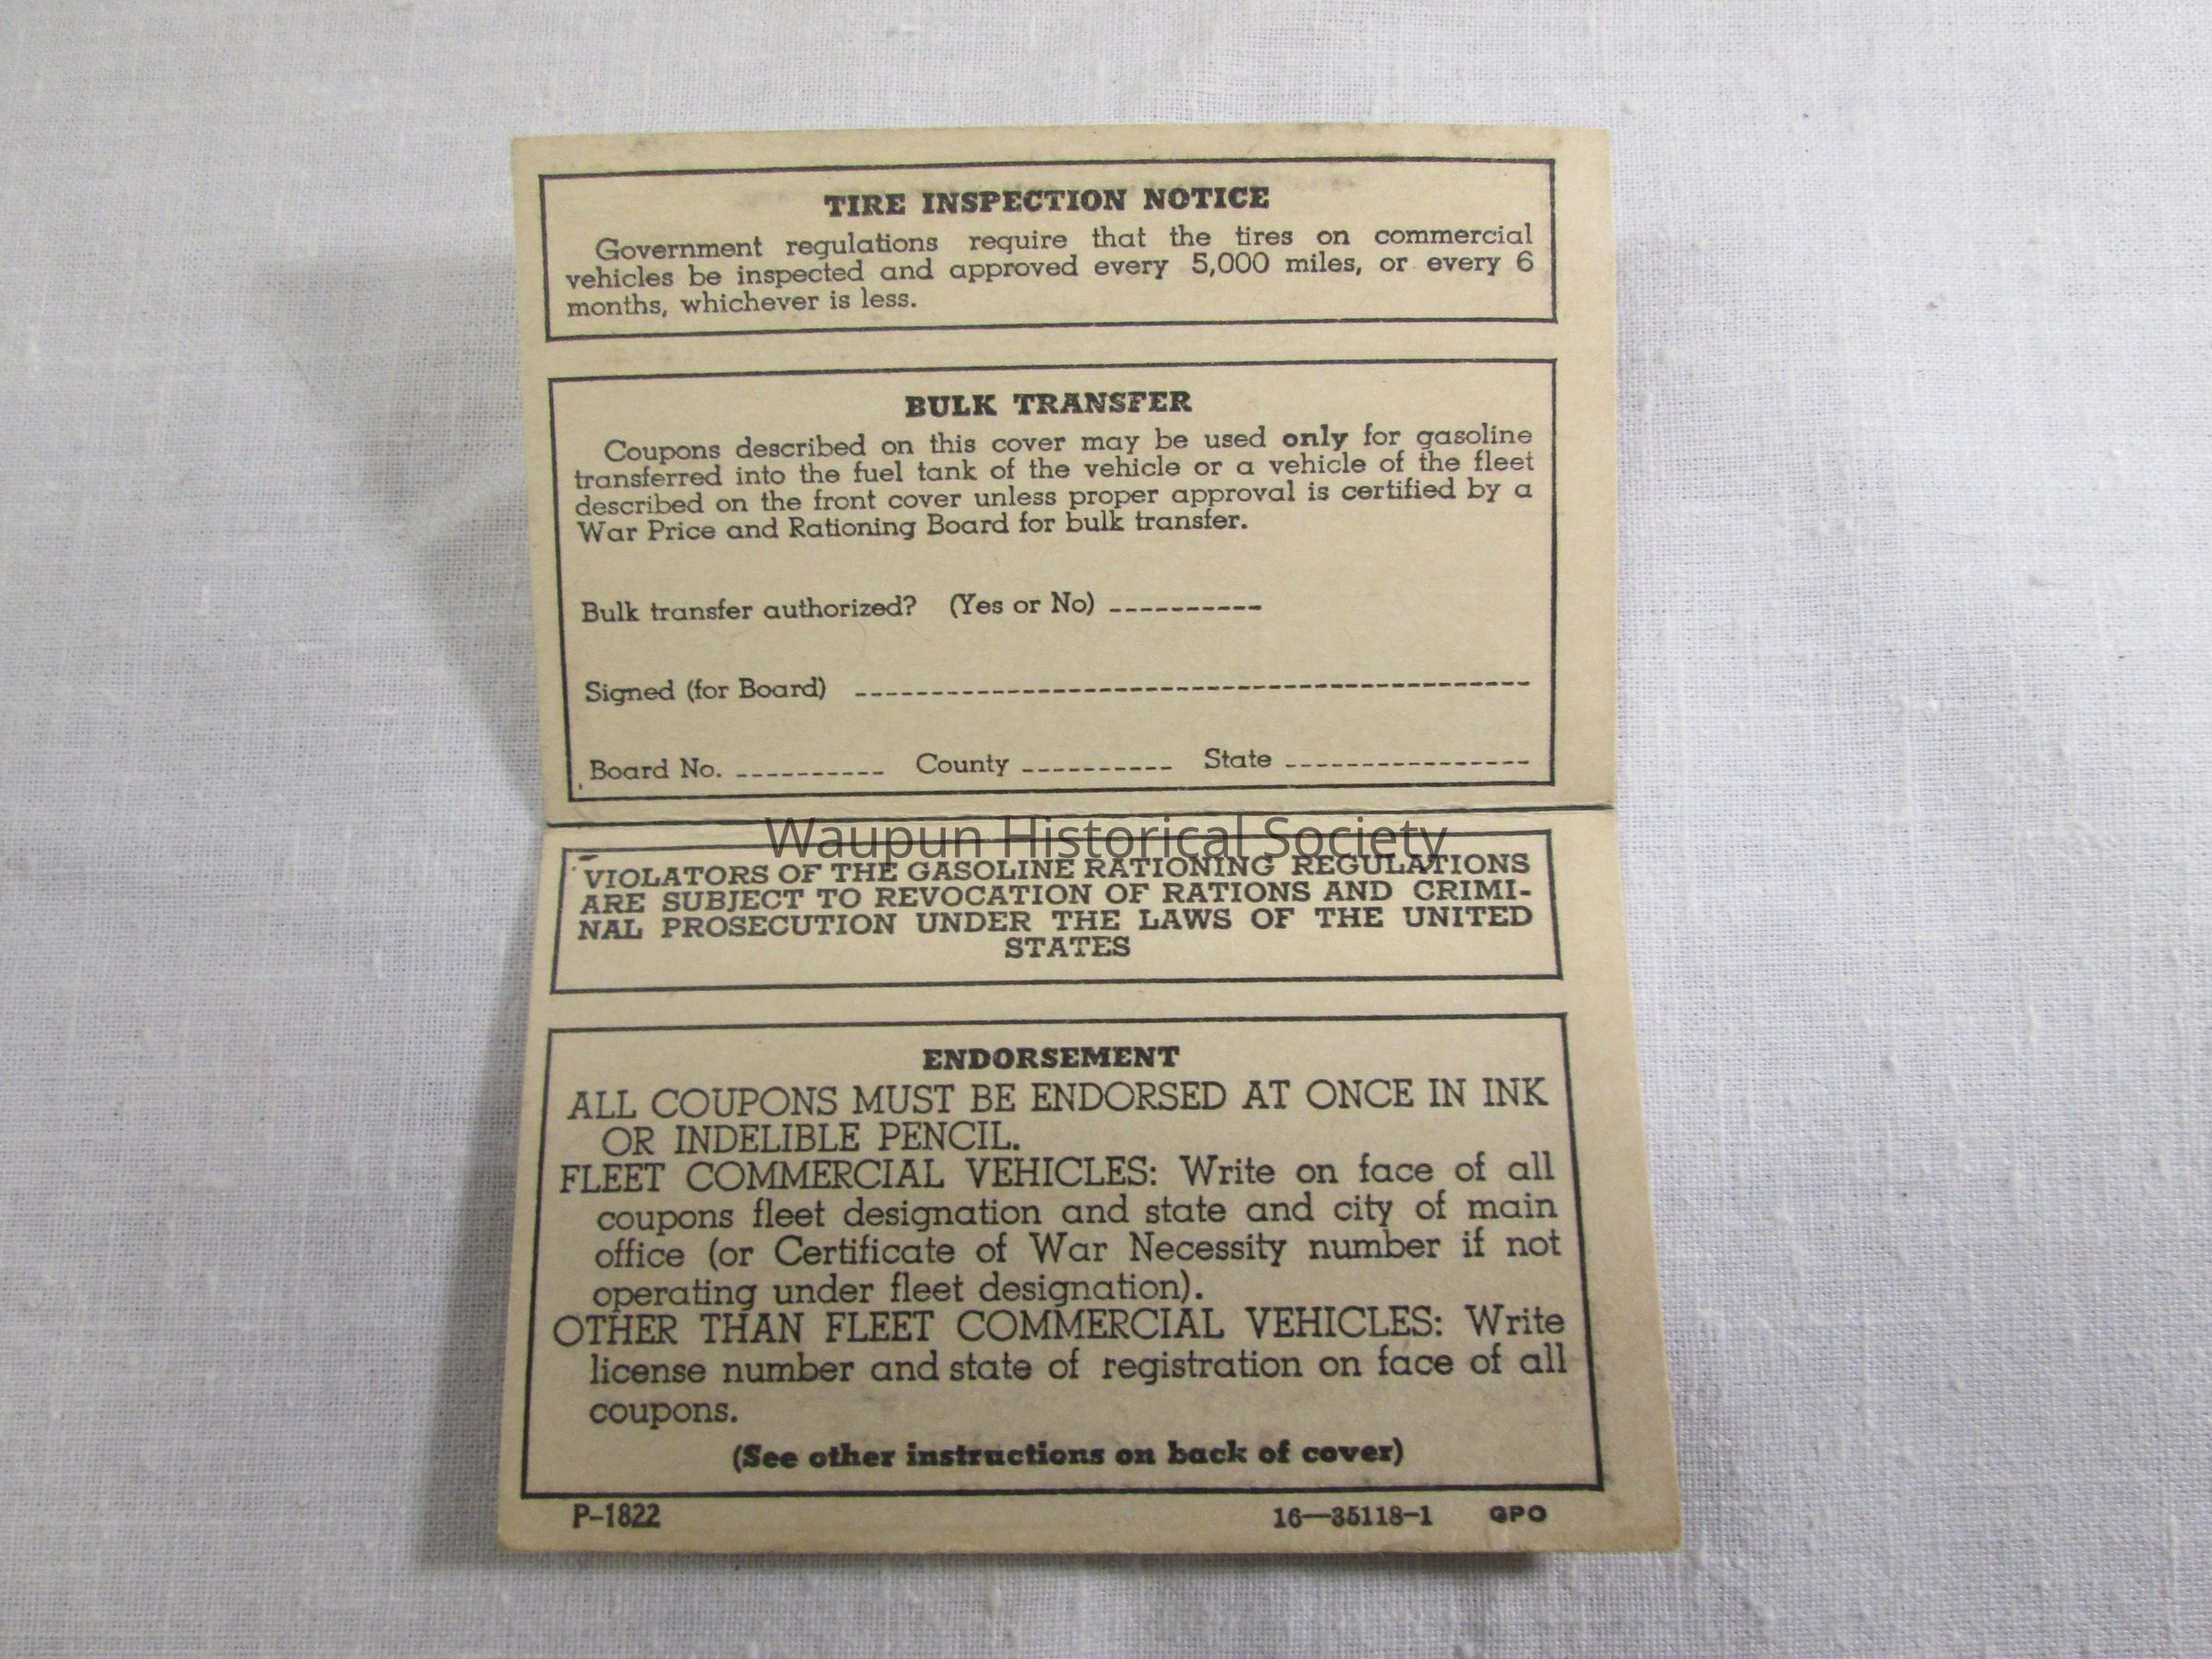 TIRE INSPECTION NOTICE
Government regulations require that the tires on commercial
vehicles be inspected and approved every 5,000 miles, or every 6
months, whichever is less.
BULK TRANSFER
Coupons described on this cover may be used only for gasoline
transferred into the fuel tank of the vehicle or a vehicle of the fleet
described on the front cover unless proper approval is certified by a
War Price and Rationing Board for bulk transfer.
Bulk transfer authorized? (Yes or No) ----------
Signed (for Board) --------------------------------------------
Board No. ---------- County ---------- State ----------------
Waupun Historical Society
VIOLATORS OF THE GASOLINE RATIONING REGULATIONS
ARE SUBJECT TO REVOCATION OF RATIONS AND CRIMI-
NAL PROSECUTION UNDER THE LAWS OF THE UNITED
STATES
ENDORSEMENT
ALL COUPONS MUST BE ENDORSED AT ONCE IN INK
OR INDELIBLE PENCIL.
FLEET COMMERCIAL VEHICLES: Write on face of all
coupons fleet designation and state and city of main
office (or Certificate of War Necessity number if not
operating under fleet designation).
OTHER THAN FLEET COMMERCIAL VEHICLES: Write
license number and state of registration on face of all
coupons.
(See other instructions on back of cover)
P-1822 16—35118-1 GPO